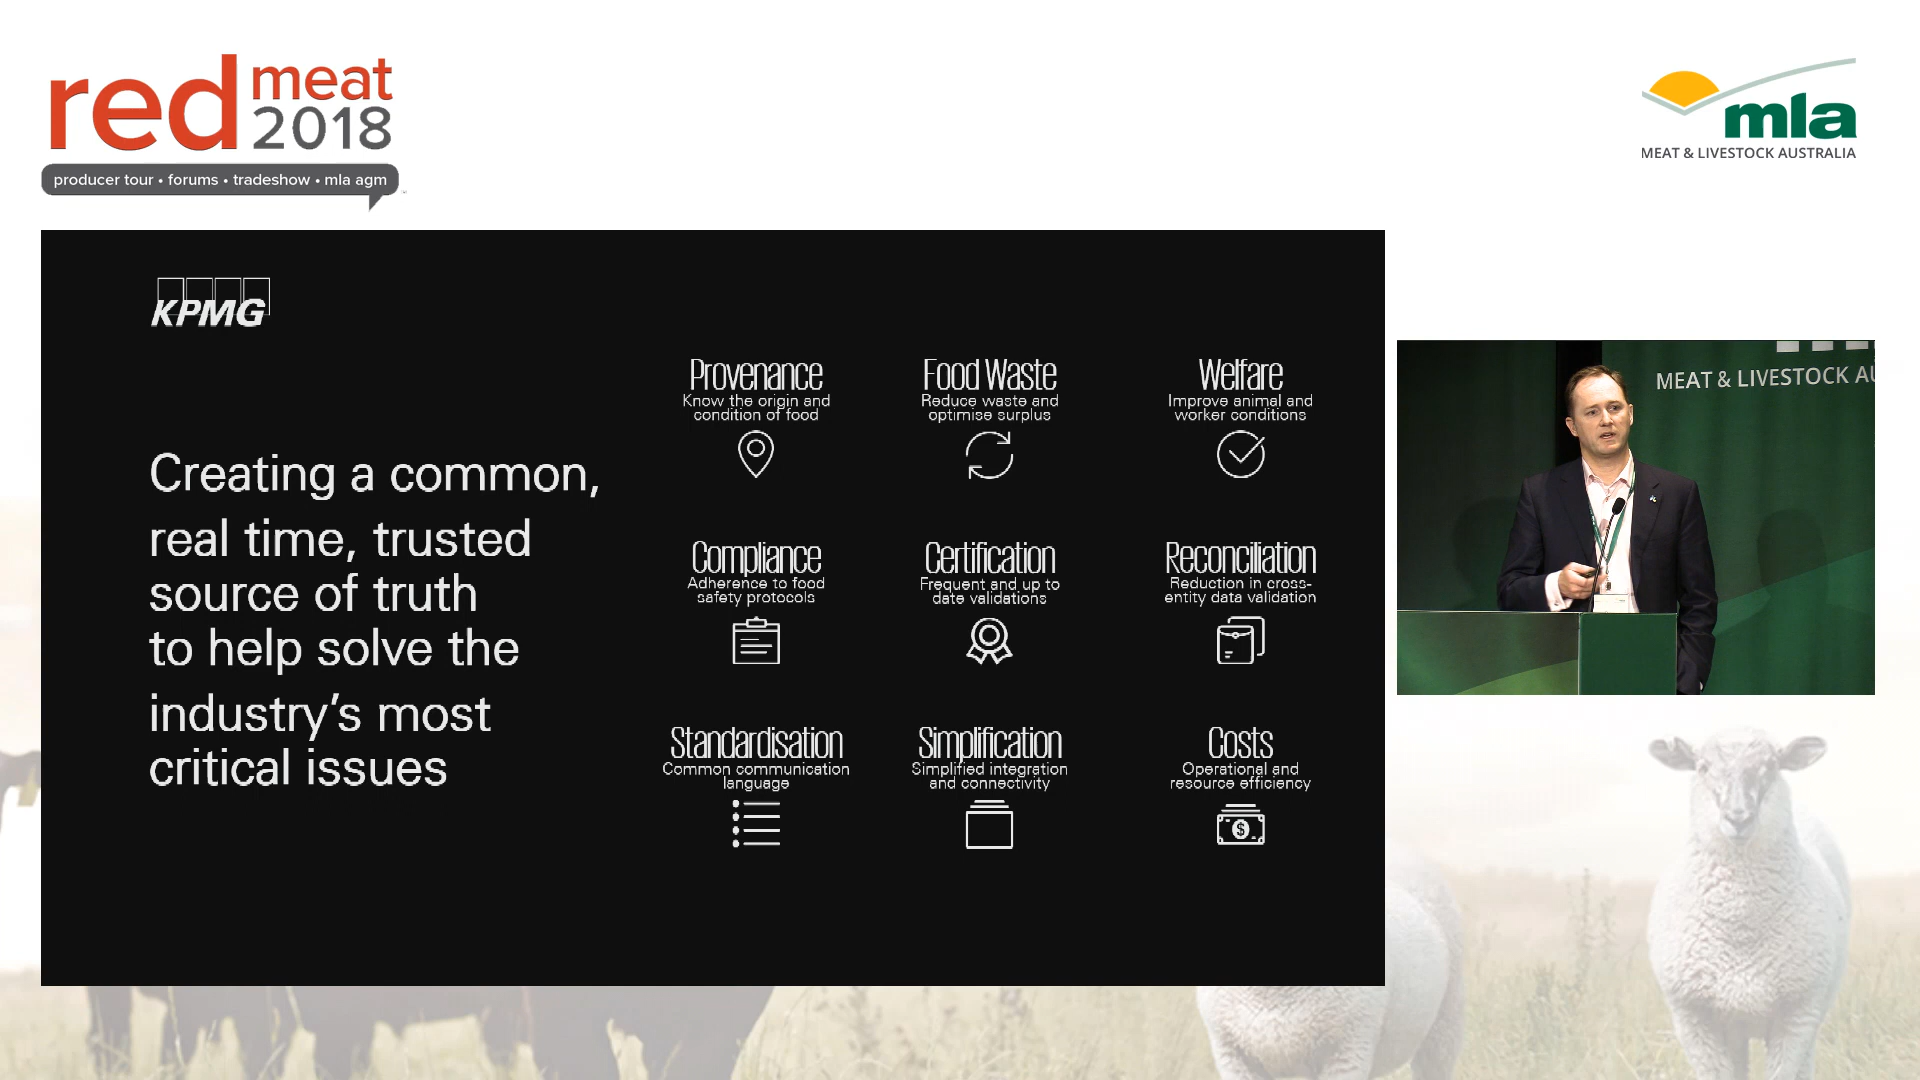 red meat
2018
producer tour • forums • tradeshow • mla agm
mla
MEAT & LIVESTOCK AUSTRALIA
KPMG
Creating a common,
real time, trusted
source of truth
to help solve the
industry's most
critical issues
Provenance
Know the origin and
condition of food
Food Waste
Reduce waste and
optimise surplus
Welfare
Improve animal and
worker conditions
Compliance
Adherence to food
safety protocols
Certification
Frequent and up to
date validations
Reconciliation
Reduction in cross-
entity data validation
Standardisation
Common communication
language
Simplification
Simplified integration
and connectivity
Costs
Operational and
resource efficiency
$
MEAT & LIVESTOCK AU